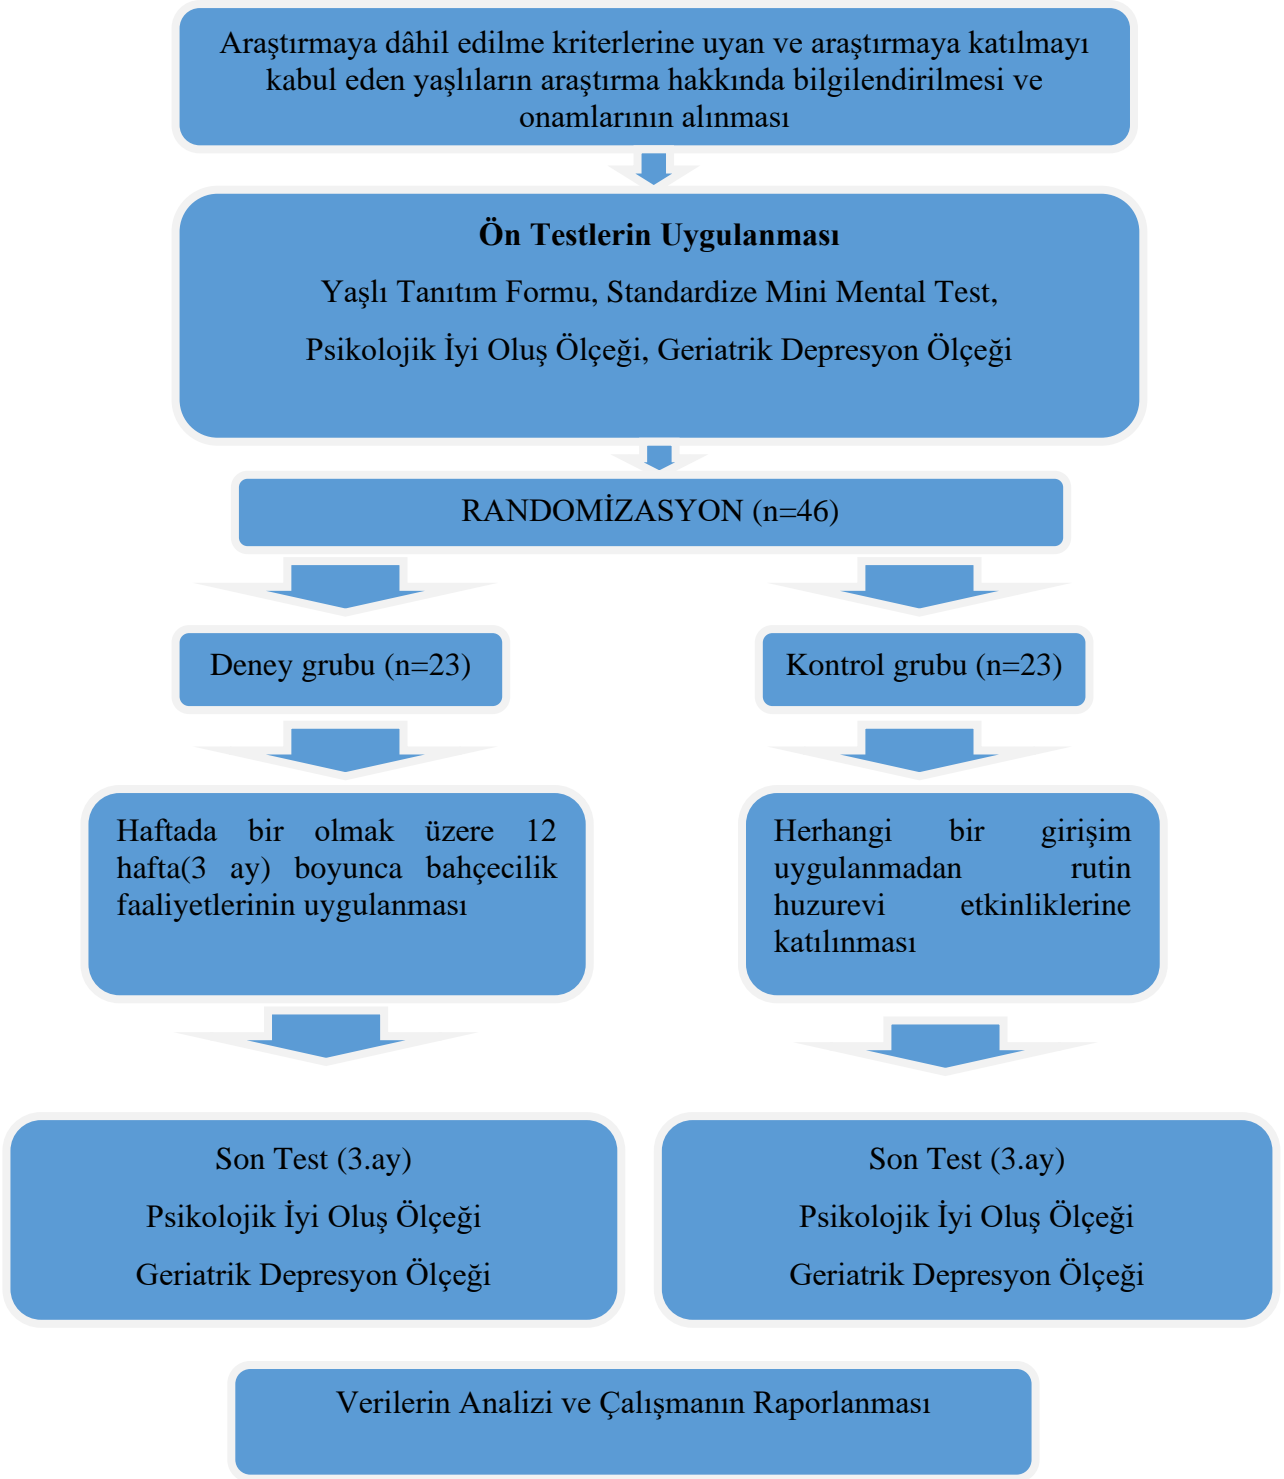 Araştırmaya dâhil edilme kriterlerine uyan ve araştırmaya katılmayı
kabul eden yaşlıların araştırma hakkında bilgilendirilmesi ve
onamlarının alınması
Ön Testlerin Uygulanması
Yaşlı Tanıtım Formu, Standardize Mini Mental Test,
Psikolojik İyi Oluş Ölçeği, Geriatrik Depresyon Ölçeği
RANDOMİZASYON (n=46)
Deney grubu (n=23)
Kontrol grubu (n=23)
Haftada bir olmak üzere 12
hafta(3 ay) boyunca bahçecilik
faaliyetlerinin uygulanması
Herhangi bir girişim
uygulanmadan rutin
huzurevi etkinliklerine
katılınması
Son Test (3.ay)
Psikolojik İyi Oluş Ölçeği
Geriatrik Depresyon Ölçeği
Son Test (3.ay)
Psikolojik İyi Oluş Ölçeği
Geriatrik Depresyon Ölçeği
Verilerin Analizi ve Çalışmanın Raporlanması